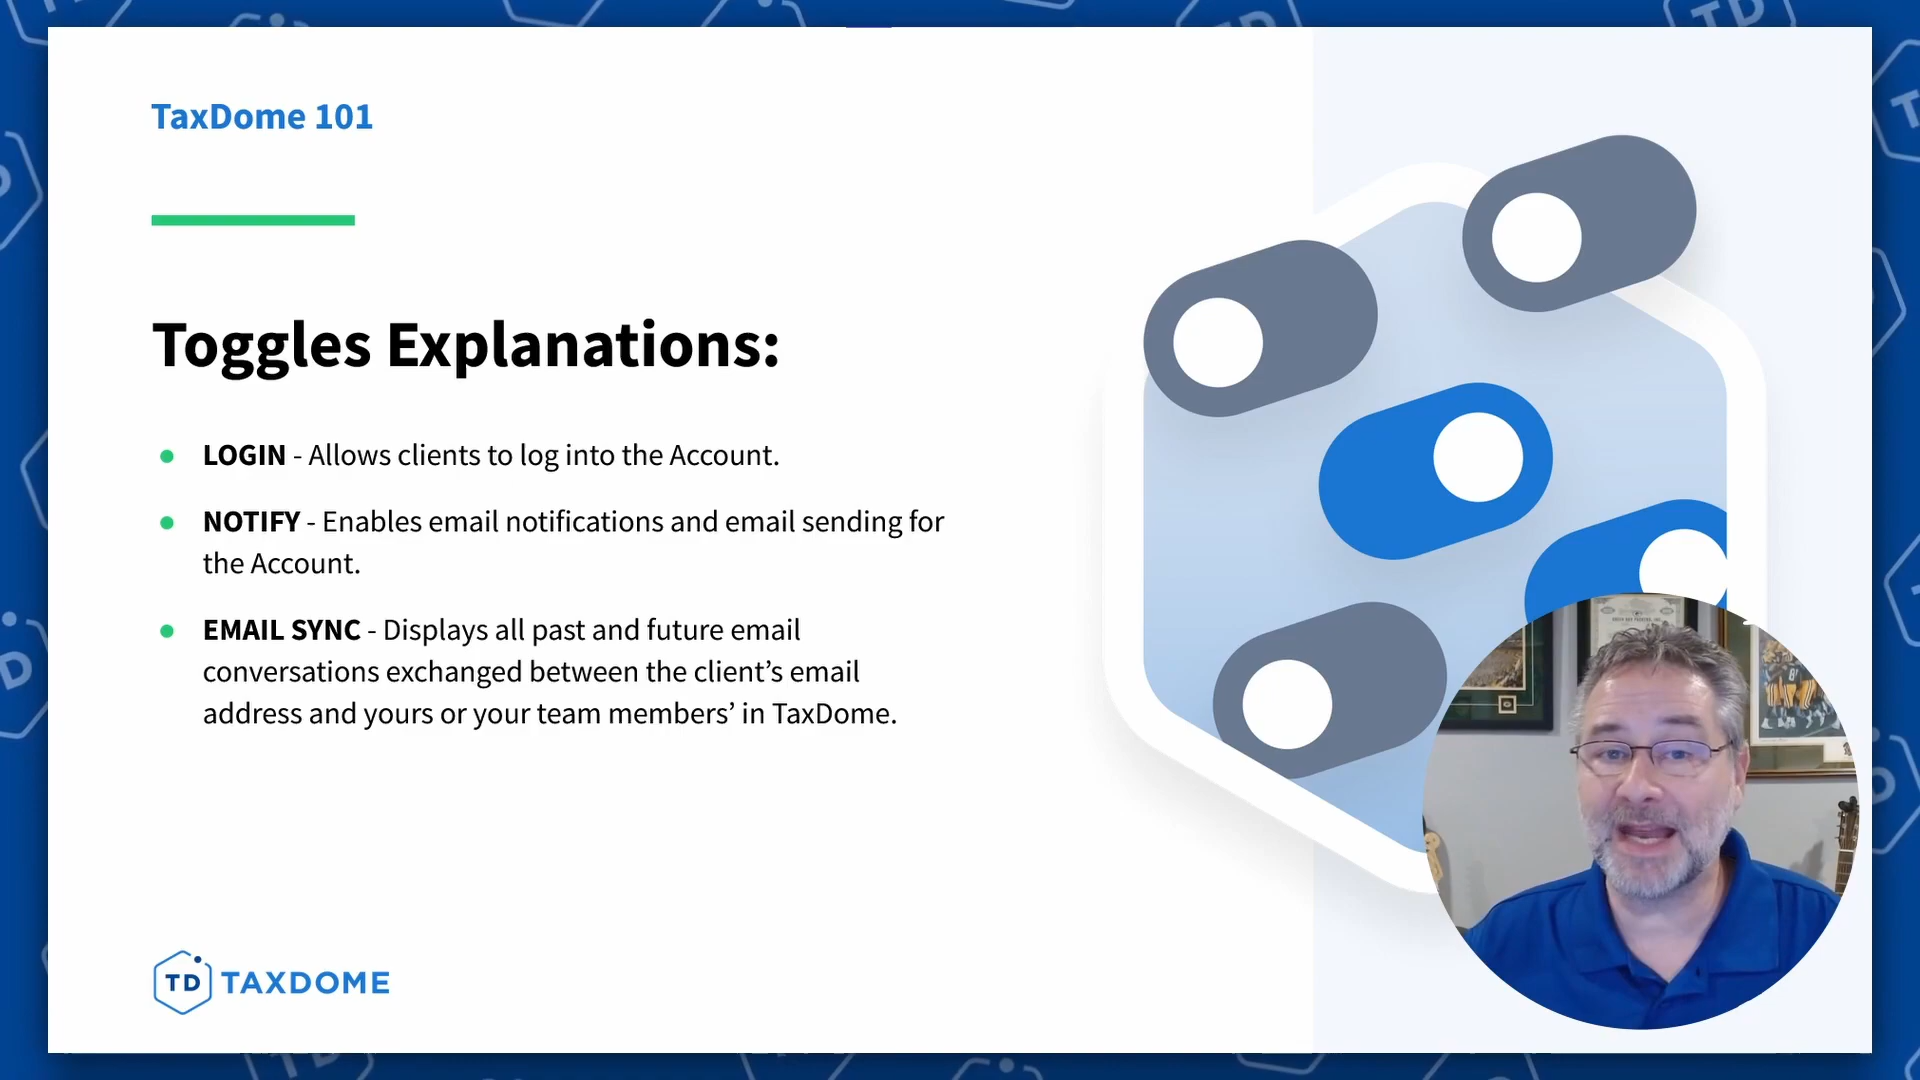 TaxDome 101
Toggles Explanations:
LOGIN - Allows clients to log into the Account.
NOTIFY - Enables email notifications and email sending for
the Account.
EMAIL SYNC - Displays all past and future email
conversations exchanged between the client’s email
address and yours or your team members’ in TaxDome.
TD TAXDOME